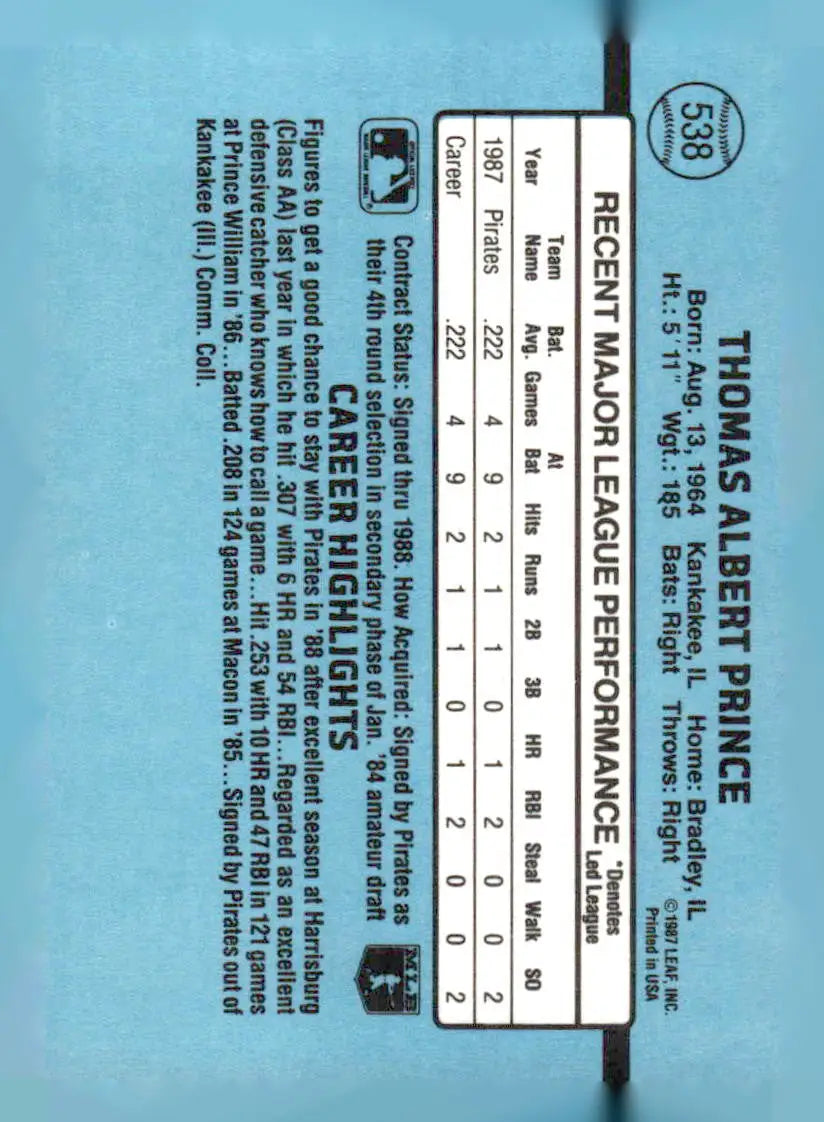 538
THOMAS ALBERT PRINCE
Born: Aug. 13, 1964 Kankakee, IL Home: Bradley, IL
Ht.: 5'11" Wgt.: 185 Bats: Right Throws: Right
©1987 LEAF, INC.
Printed in USA
RECENT MAJOR LEAGUE PERFORMANCE *Denotes Led League
Year Team Name Bat. Avg. Games At Bat Hits Runs 2B 3B HR RBI Steal Walk SO
1987 Pirates .222 4 9 2 1 1 0 1 2 0 0 2
Career .222 4 9 2 1 1 0 1 2 0 0 2
Contract Status: Signed thru 1988. How Acquired: Signed by Pirates as
their 4th round selection in secondary phase of Jan. '84 amateur draft
MLB
CAREER HIGHLIGHTS
Figures to get a good chance to stay with Pirates in '88 after excellent season at Harrisburg
(Class AA) last year in which he hit .307 with 6 HR and 54 RBI...Regarded as an excellent
defensive catcher who knows how to call a game...Hit .253 with 10 HR and 47 RBI in 121 games
at Prince William in '86...Batted .208 in 124 games at Macon in '85...Signed by Pirates out of
Kankakee (Ill.) Comm. Coll.